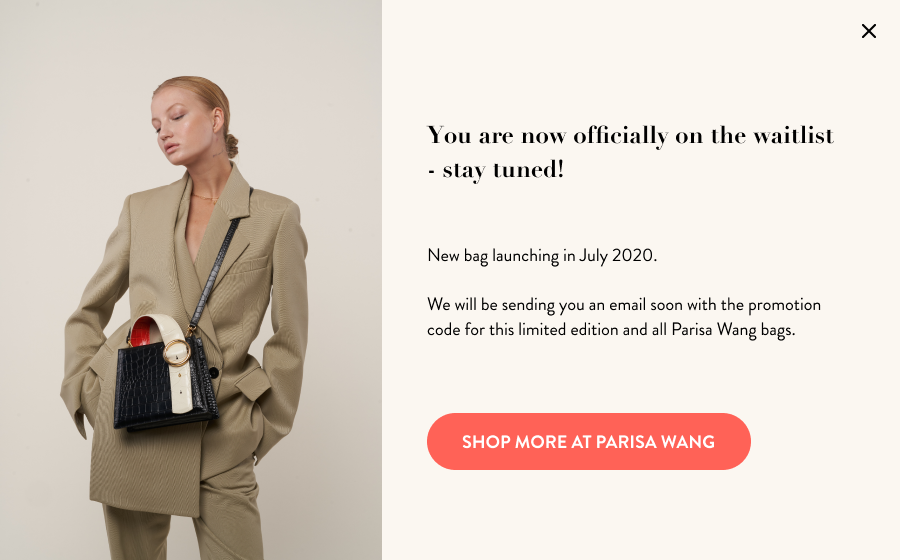 You are now officially on the waitlist
- stay tuned!
New bag launching in July 2020.
We will be sending you an email soon with the promotion
code for this limited edition and all Parisa Wang bags.
SHOP MORE AT PARISA WANG